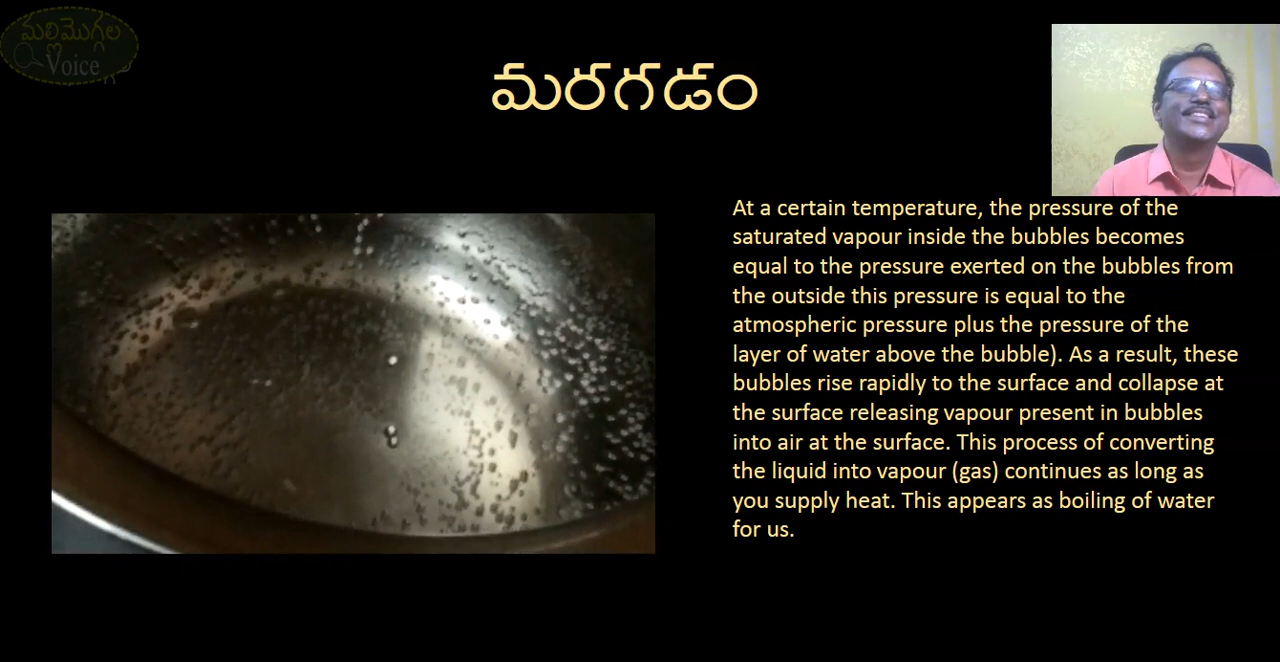 మల్లిమొగ్గల
Voice
మరగడం
At a certain temperature, the pressure of the
saturated vapour inside the bubbles becomes
equal to the pressure exerted on the bubbles from
the outside this pressure is equal to the
atmospheric pressure plus the pressure of the
layer of water above the bubble). As a result, these
bubbles rise rapidly to the surface and collapse at
the surface releasing vapour present in bubbles
into air at the surface. This process of converting
the liquid into vapour (gas) continues as long as
you supply heat. This appears as boiling of water
for us.